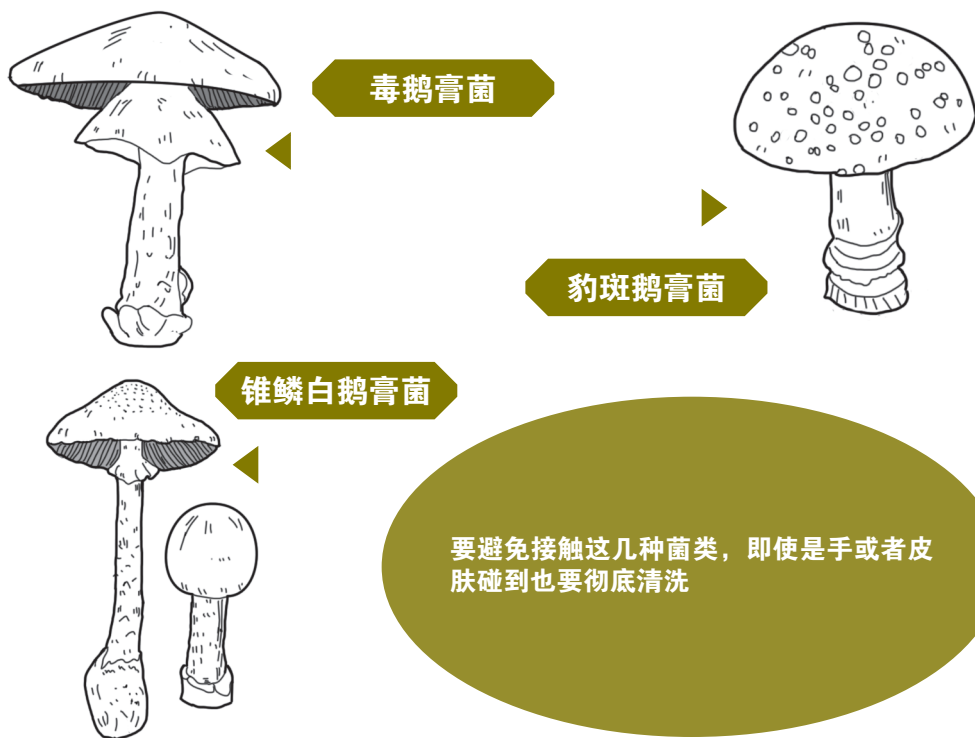 毒鹅膏菌
豹斑鹅膏菌
锥鳞白鹅膏菌
要避免接触这几种菌类，即使是手或者皮
肤碰到也要彻底清洗